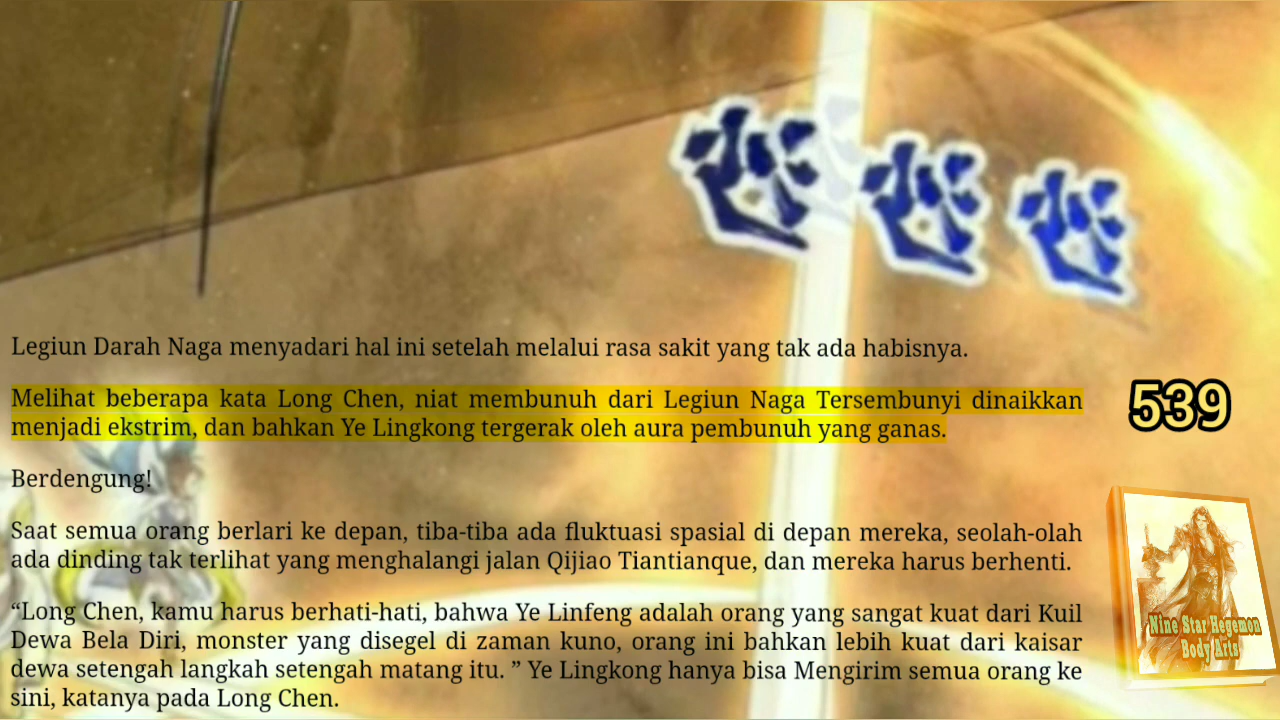 Legiun Darah Naga menyadari hal ini setelah melalui rasa sakit yang tak ada habisnya.
Melihat beberapa kata Long Chen, niat membunuh dari Legiun Naga Tersembunyi dinaikkan
menjadi ekstrim, dan bahkan Ye Lingkong tergerak oleh aura pembunuh yang ganas.
539
Berdengung!
Saat semua orang berlari ke depan, tiba-tiba ada fluktuasi spasial di depan mereka, seolah-olah
ada dinding tak terlihat yang menghalangi jalan Qijiao Tiantianque, dan mereka harus berhenti.
“Long Chen, kamu harus berhati-hati, bahwa Ye Linfeng adalah orang yang sangat kuat dari Kuil
Dewa Bela Diri, monster yang disegel di zaman kuno, orang ini bahkan lebih kuat dari kaisar
dewa setengah langkah setengah matang itu. ” Ye Lingkong hanya bisa Mengirim semua orang ke
sini, katanya pada Long Chen.
Nine Star Hegemon
Body Arts